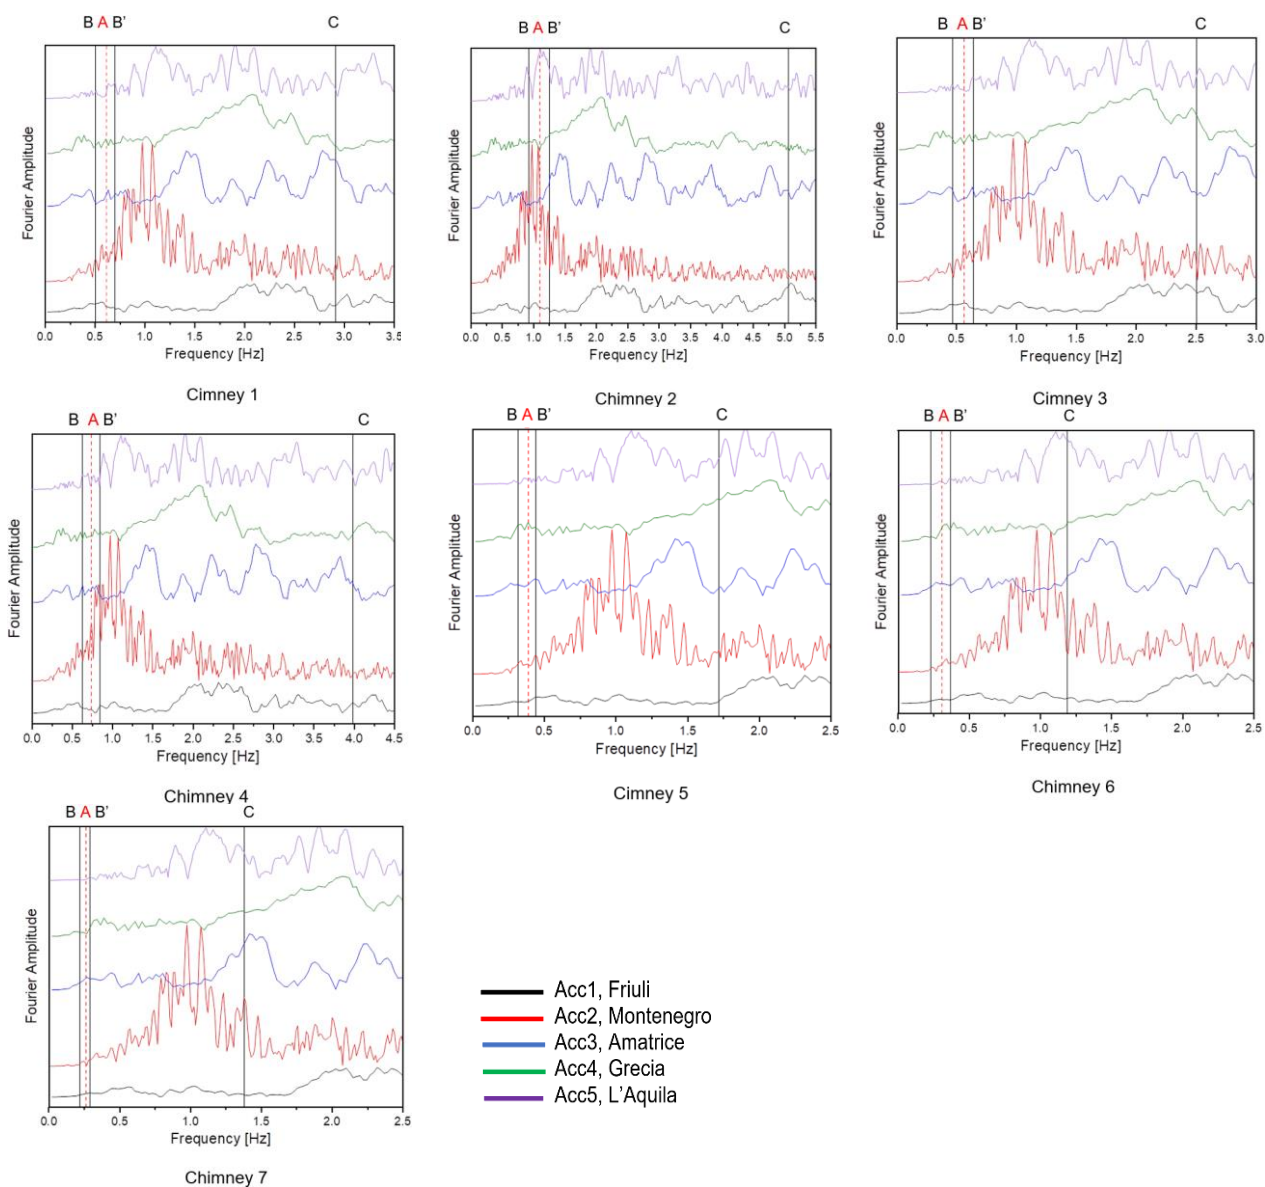 B A B’ C
Fourier Amplitude
0.0 0.5 1.0 1.5 2.0 2.5 3.0 3.5
Frequency [Hz]
Cimney 1
B A B’ C
Fourier Amplitude
0.0 0.5 1.0 1.5 2.0 2.5 3.0 3.5 4.0 4.5 5.0 5.5
Frequency [Hz]
Chimney 2
B A B’ C
Fourier Amplitude
0.0 0.5 1.0 1.5 2.0 2.5 3.0
Frequency [Hz]
Cimney 3
B A B’ C
Fourier Amplitude
0.0 0.5 1.0 1.5 2.0 2.5 3.0 3.5 4.0 4.5
Frequency [Hz]
Chimney 4
B A B’ C
Fourier Amplitude
0.0 0.5 1.0 1.5 2.0 2.5
Frequency [Hz]
Cimney 5
B A B’ C
Fourier Amplitude
0.0 0.5 1.0 1.5 2.0 2.5
Frequency [Hz]
Chimney 6
B A B’ C
Fourier Amplitude
0.0 0.5 1.0 1.5 2.0 2.5
Frequency [Hz]
Chimney 7
Acc1, Friuli
Acc2, Montenegro
Acc3, Amatrice
Acc4, Grecia
Acc5, L’Aquila